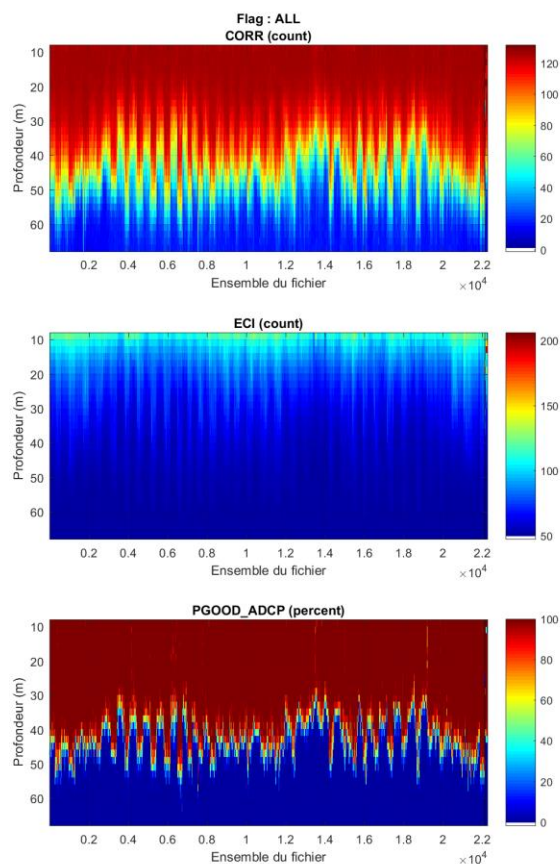 Flag : ALL
CORR (count)
Profondeur (m)
10
20
30
40
50
60
0.2 0.4 0.6 0.8 1 1.2 1.4 1.6 1.8 2 2.2
Ensemble du fichier
×10⁴
120
100
80
60
40
20
0
ECI (count)
Profondeur (m)
10
20
30
40
50
60
0.2 0.4 0.6 0.8 1 1.2 1.4 1.6 1.8 2 2.2
Ensemble du fichier
×10⁴
200
150
100
50
PGOOD_ADCP (percent)
Profondeur (m)
10
20
30
40
50
60
0.2 0.4 0.6 0.8 1 1.2 1.4 1.6 1.8 2 2.2
Ensemble du fichier
×10⁴
100
80
60
40
20
0